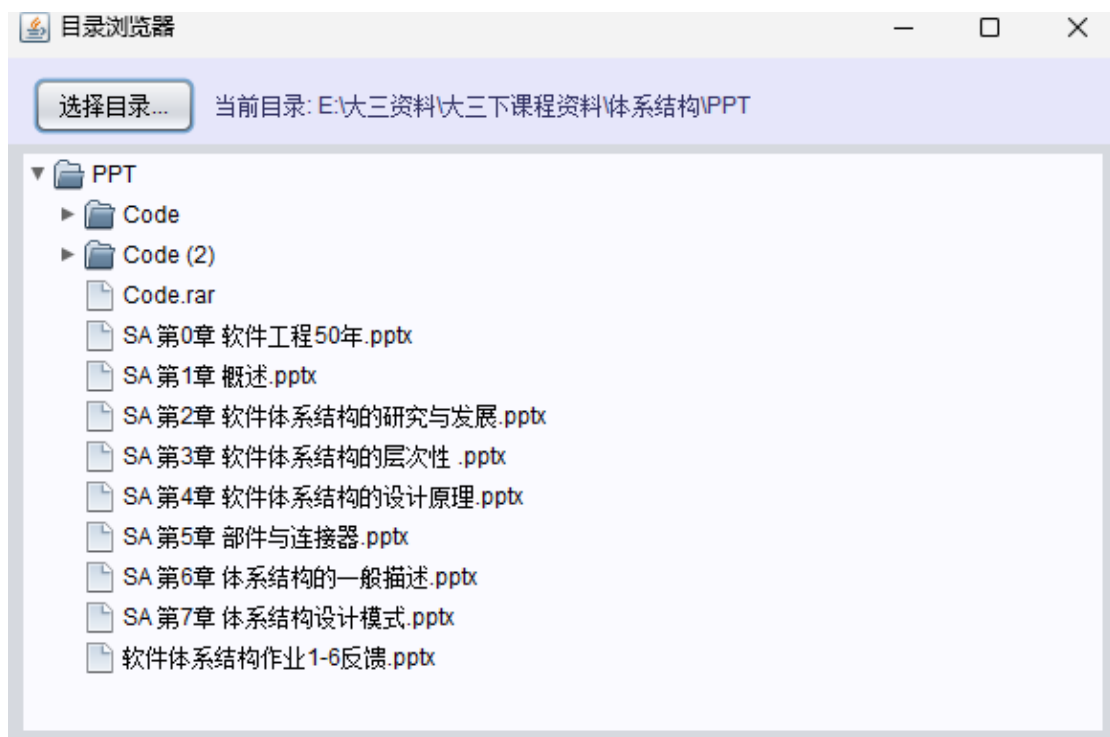 目录浏览器
选择目录... 当前目录: E:\大三资料\大三下课程资料\体系结构\PPT
PPT
Code
Code (2)
Code.rar
SA 第0章 软件工程50年.pptx
SA 第1章 概述.pptx
SA 第2章 软件体系结构的研究与发展.pptx
SA 第3章 软件体系结构的层次性 .pptx
SA 第4章 软件体系结构的设计原理.pptx
SA 第5章 部件与连接器.pptx
SA 第6章 体系结构的一般描述.pptx
SA 第7章 体系结构设计模式.pptx
软件体系结构作业1-6反馈.pptx